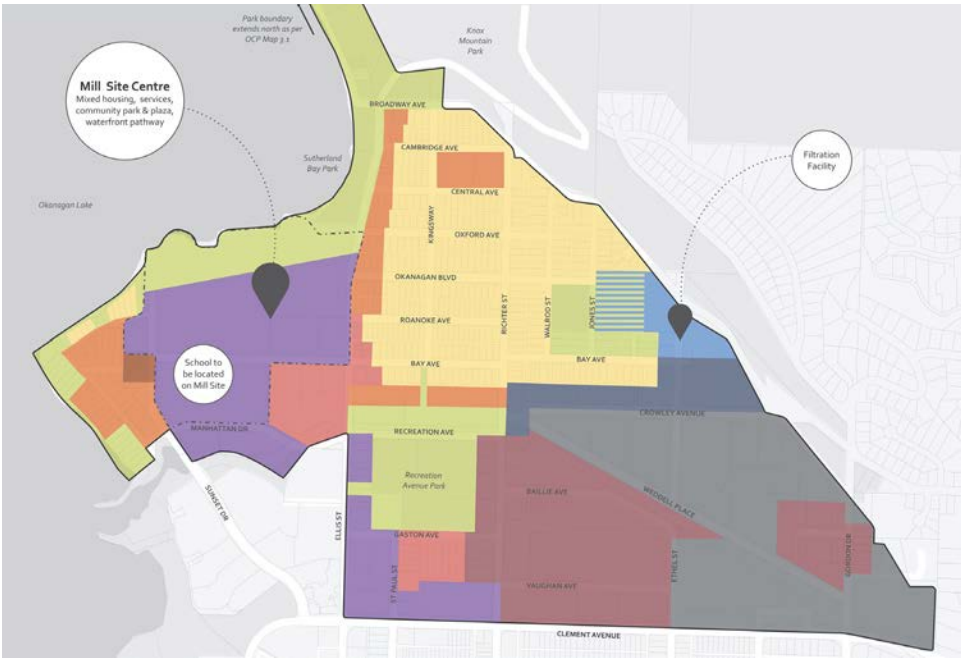 Park boundary
extends north as per
OCP Map 3.1
Knox
Mountain
Park
Mill Site Centre
Mixed housing, services,
community park & plaza,
waterfront pathway
BROADWAY AVE
CAMBRIDGE AVE
Sutherland
Bay Park
Filtration
Facility
CENTRAL AVE
Okanagan Lake
KINGSWAY
OXFORD AVE
OKANAGAN BLVD
RICHTER ST
WALROD ST
JONES ST
ROANOKE AVE
BAY AVE
BAY AVE
School to
be located
on Mill Site
CROWLEY AVENUE
MANHATTAN DR
RECREATION AVE
Recreation
Avenue Park
SUNSET DR
ELLIS ST
BAILLIE AVE
WEDDELL PLACE
GASTON AVE
ST PAUL ST
ETHEL ST
GORDON DR
VAUGHAN AVE
CLEMENT AVENUE